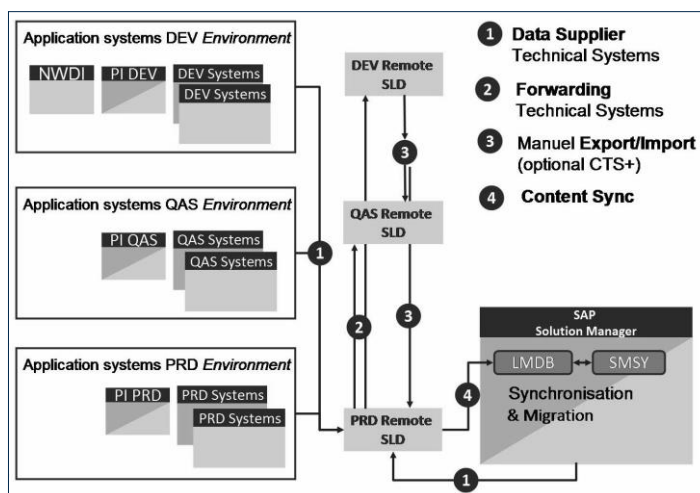 Application systems DEV Environment
NWDI
PI DEV
DEV Systems
DEV Systems
Application systems QAS Environment
PI QAS
QAS Systems
QAS Systems
Application systems PRD Environment
PI PRD
PRD Systems
PRD Systems
1
DEV Remote
SLD
3
QAS Remote
SLD
2
3
PRD Remote
SLD
4
1
1 Data Supplier
Technical Systems
2 Forwarding
Technical Systems
3 Manuel Export/Import
(optional CTS+)
4 Content Sync
SAP
Solution Manager
LMDB
SMSY
Synchronisation
& Migration